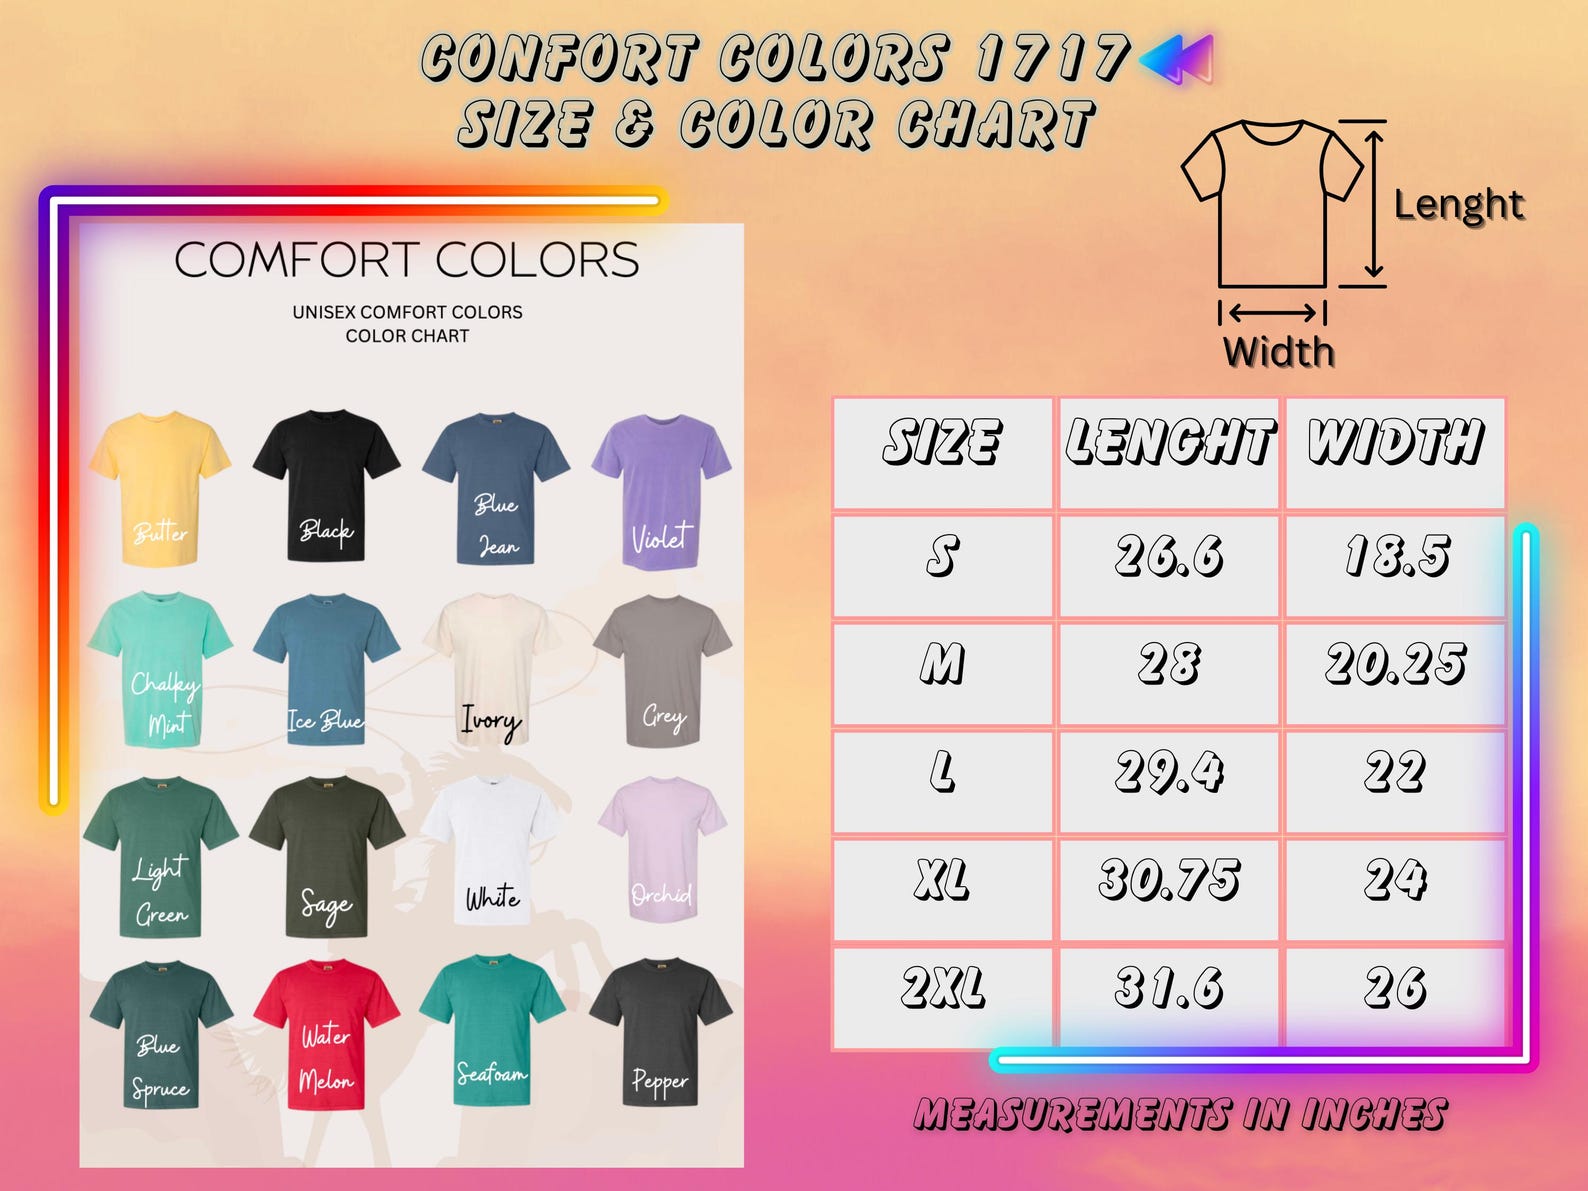 CONFORT COLORS 1717
SIZE & COLOR CHART
COMFORT COLORS
UNISEX COMFORT COLORS
COLOR CHART
Butter
Black
Blue
Jean
Violet
Chalky
Mint
Ice Blue
Ivory
Grey
Light
Green
Sage
White
Orchid
Blue
Spruce
Water
Melon
Seafoam
Pepper
Lenght
Width
SIZE LENGHT WIDTH
S 26.6 18.5
M 28 20.25
L 29.4 22
XL 30.75 24
2XL 31.6 26
MEASUREMENTS IN INCHES